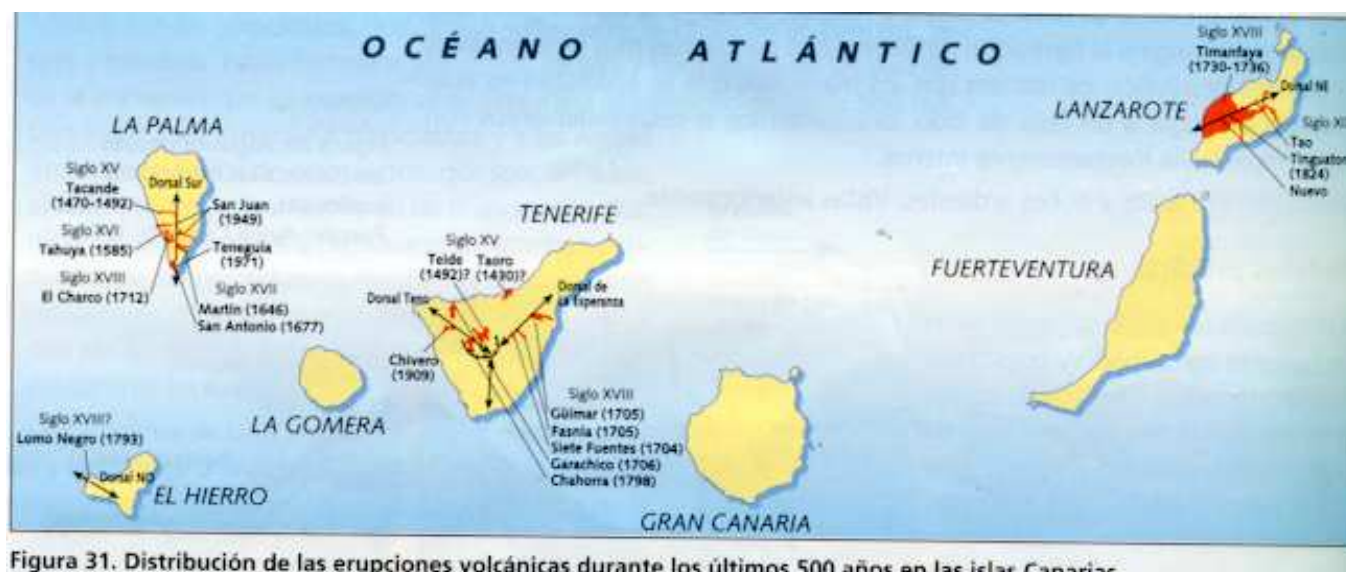 OCÉANO ATLÁNTICO
LA PALMA
Siglo XV
Tacande
(1470-1492)
Dorsal Sur
San Juan
(1949)
Siglo XVI
Tahuya (1585)
Teneguía
(1971)
Siglo XVIII
El Charco (1712)
Siglo XVII
Martín (1646)
San Antonio (1677)
TENERIFE
Siglo XV
Teide
(1492)?
Taoro
(1430)?
Dorsal Teno
Dorsal de
La Esperanza
Chivero
(1909)
Siglo XVIII
Güímar (1705)
Fasnia (1705)
Siete Fuentes (1704)
Garachico (1706)
Chahorra (1798)
LA GOMERA
Siglo XVIII?
Lomo Negro (1793)
Dorsal NO
EL HIERRO
GRAN CANARIA
FUERTEVENTURA
LANZAROTE
Siglo XVIII
Timanfaya
(1730-1736)
Dorsal NE
Siglo
Tao
(1824)
Nuevo
Figura 31. Distribución de las erupciones volcánicas durante los últimos 500 años en las islas Canarias